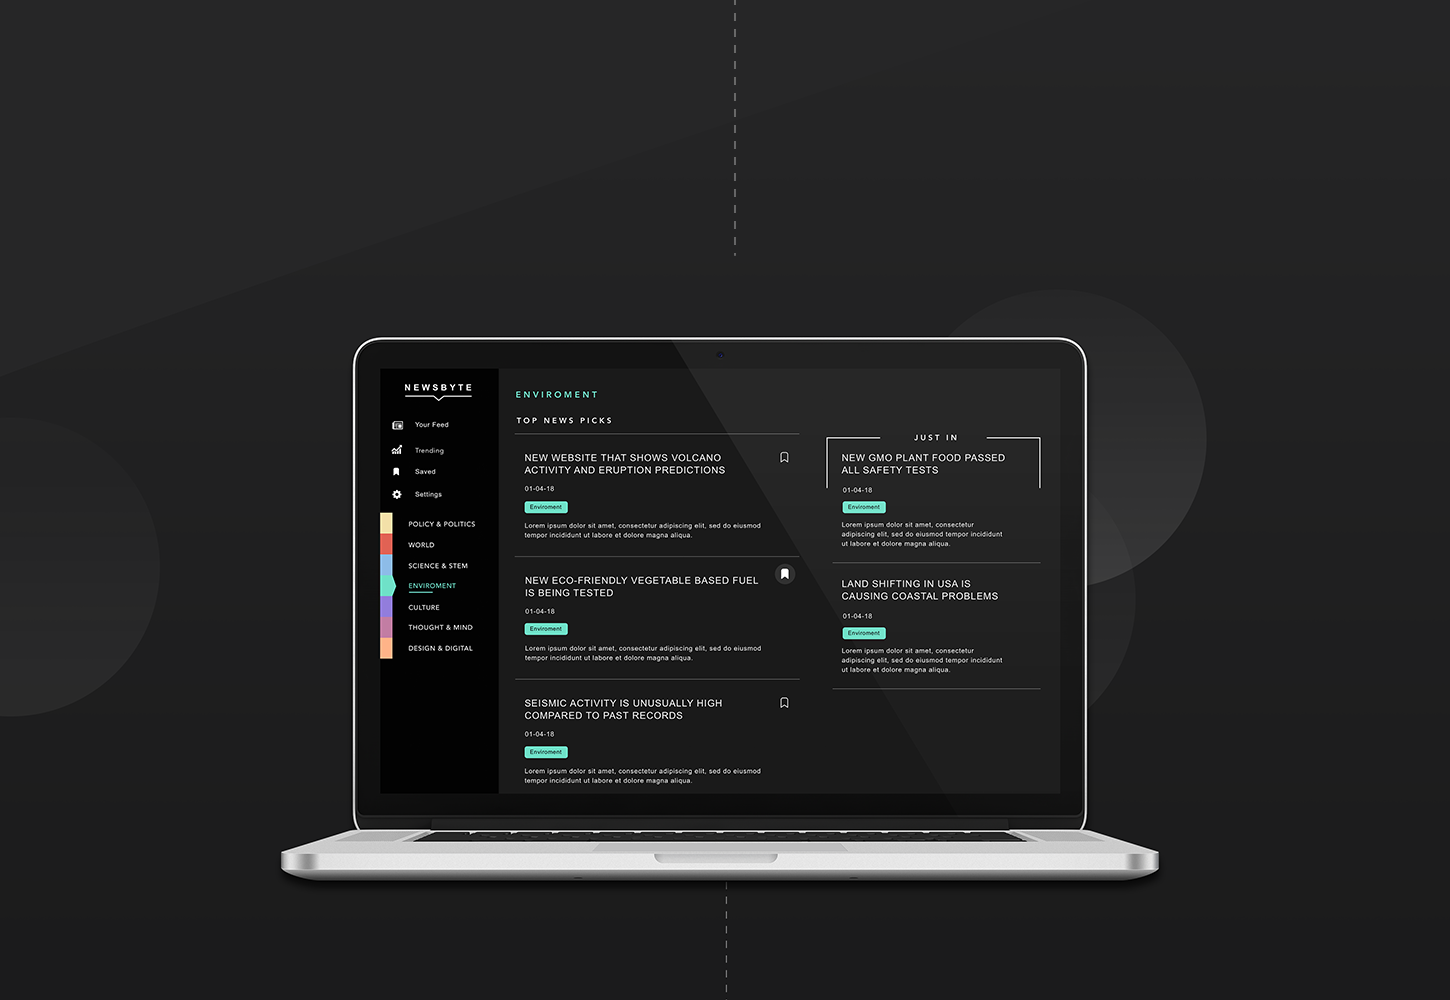 NEWSBYTE
Your Feed
Trending
Saved
Settings
POLICY & POLITICS
WORLD
SCIENCE & STEM
ENVIROMENT
CULTURE
THOUGHT & MIND
DESIGN & DIGITAL
ENVIROMENT
TOP NEWS PICKS
NEW WEBSITE THAT SHOWS VOLCANO
ACTIVITY AND ERUPTION PREDICTIONS
01-04-18
Enviroment
Lorem ipsum dolor sit amet, consectetur adipiscing elit, sed do eiusmod
tempor incididunt ut labore et dolore magna aliqua.
NEW ECO-FRIENDLY VEGETABLE BASED FUEL
IS BEING TESTED
01-04-18
Enviroment
Lorem ipsum dolor sit amet, consectetur adipiscing elit, sed do eiusmod
tempor incididunt ut labore et dolore magna aliqua.
SEISMIC ACTIVITY IS UNUSUALLY HIGH
COMPARED TO PAST RECORDS
01-04-18
Enviroment
Lorem ipsum dolor sit amet, consectetur adipiscing elit, sed do eiusmod
tempor incididunt ut labore et dolore magna aliqua.
JUST IN
NEW GMO PLANT FOOD PASSED
ALL SAFETY TESTS
01-04-18
Enviroment
Lorem ipsum dolor sit amet, consectetur
adipiscing elit, sed do eiusmod tempor incididunt
ut labore et dolore magna aliqua.
LAND SHIFTING IN USA IS
CAUSING COASTAL PROBLEMS
01-04-18
Enviroment
Lorem ipsum dolor sit amet, consectetur
adipiscing elit, sed do eiusmod tempor incididunt
ut labore et dolore magna aliqua.